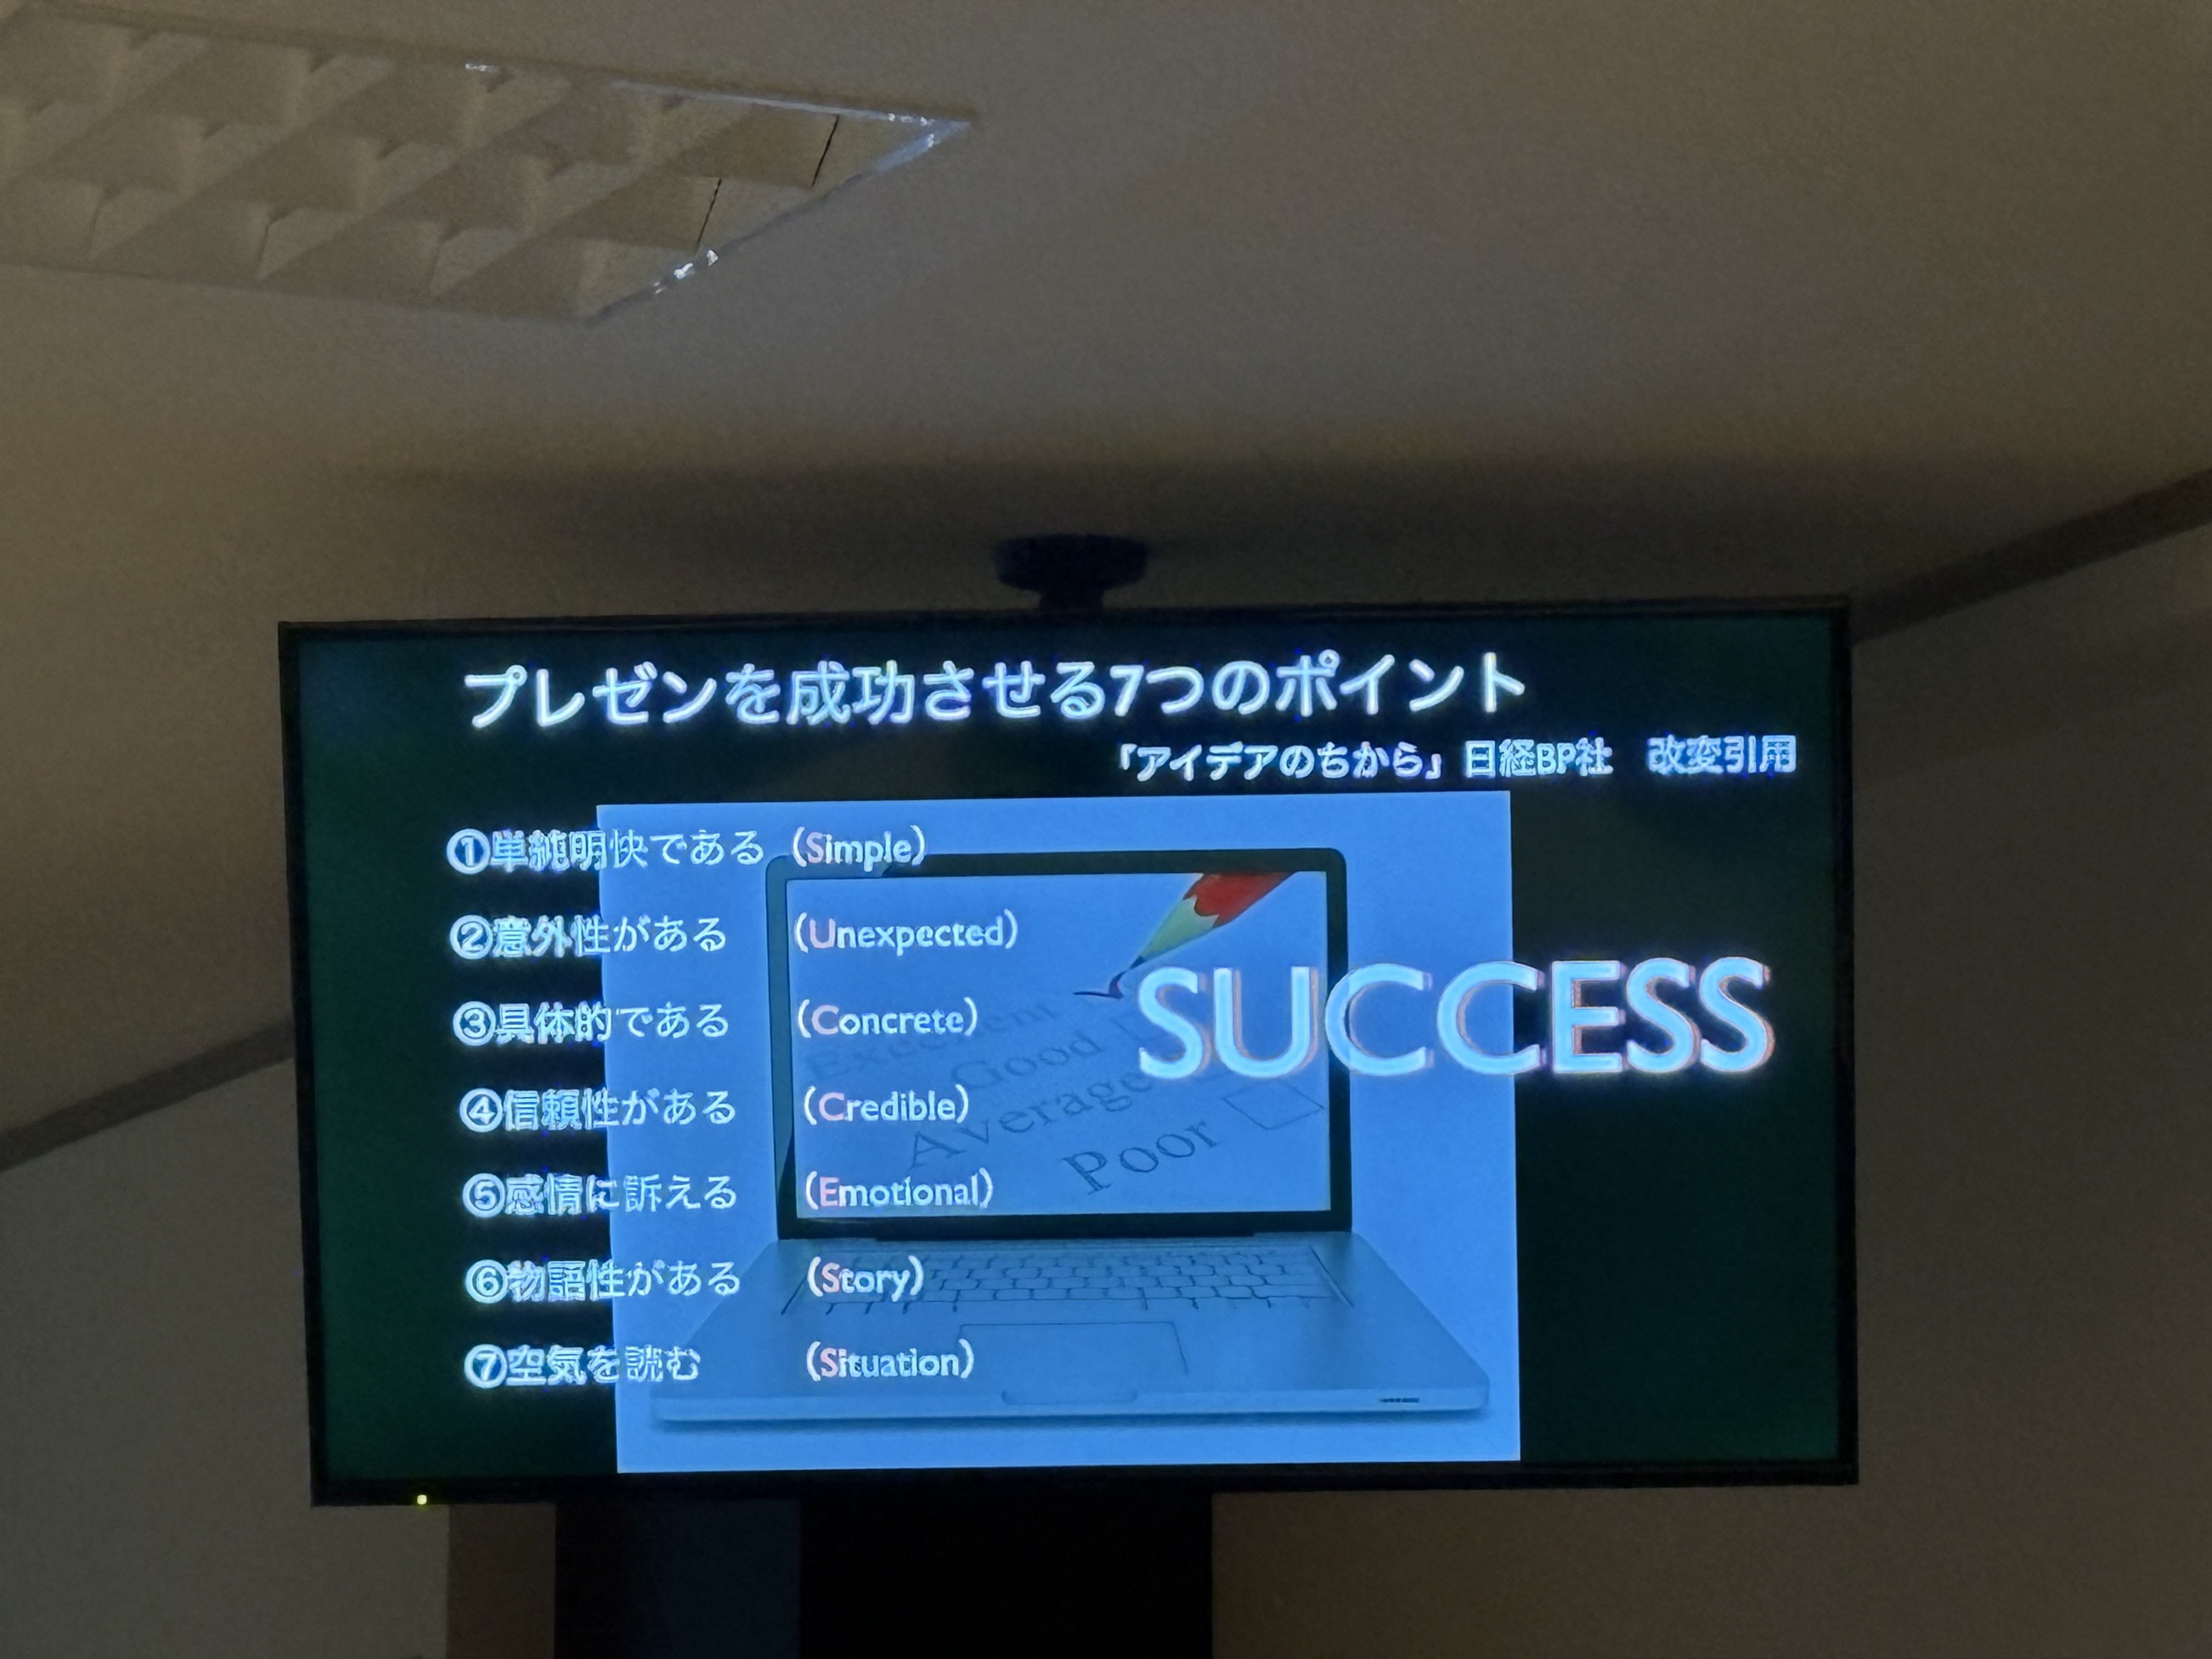 プレゼンを成功させる7つのポイント
「アイデアのちから」日経BP社　改変引用
①単純明快である (Simple)
②意外性がある (Unexpected)
③具体的である (Concrete)
④信頼性がある (Credible)
⑤感情に訴える (Emotional)
⑥物語性がある (Story)
⑦空気を読む (Situation)
SUCCESS
Excellent
Good
Average
Poor